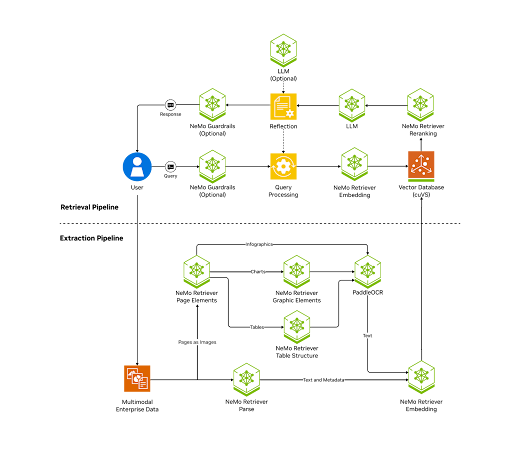 LLM
(Optional)
Response
NeMo Guardrails
(Optional)
Reflection
LLM
NeMo Retriever
Reranking
User
Query
NeMo Guardrails
(Optional)
Query
Processing
NeMo Retriever
Embedding
Vector Database
(cuVS)
Retrieval Pipeline
Extraction Pipeline
Infographics
NeMo Retriever
Page Elements
Charts
NeMo Retriever
Graphic Elements
PaddleOCR
Tables
NeMo Retriever
Table Structure
Text
Pages as Images
Multimodal
Enterprise Data
NeMo Retriever
Parse
Text and Metadata
NeMo Retriever
Embedding